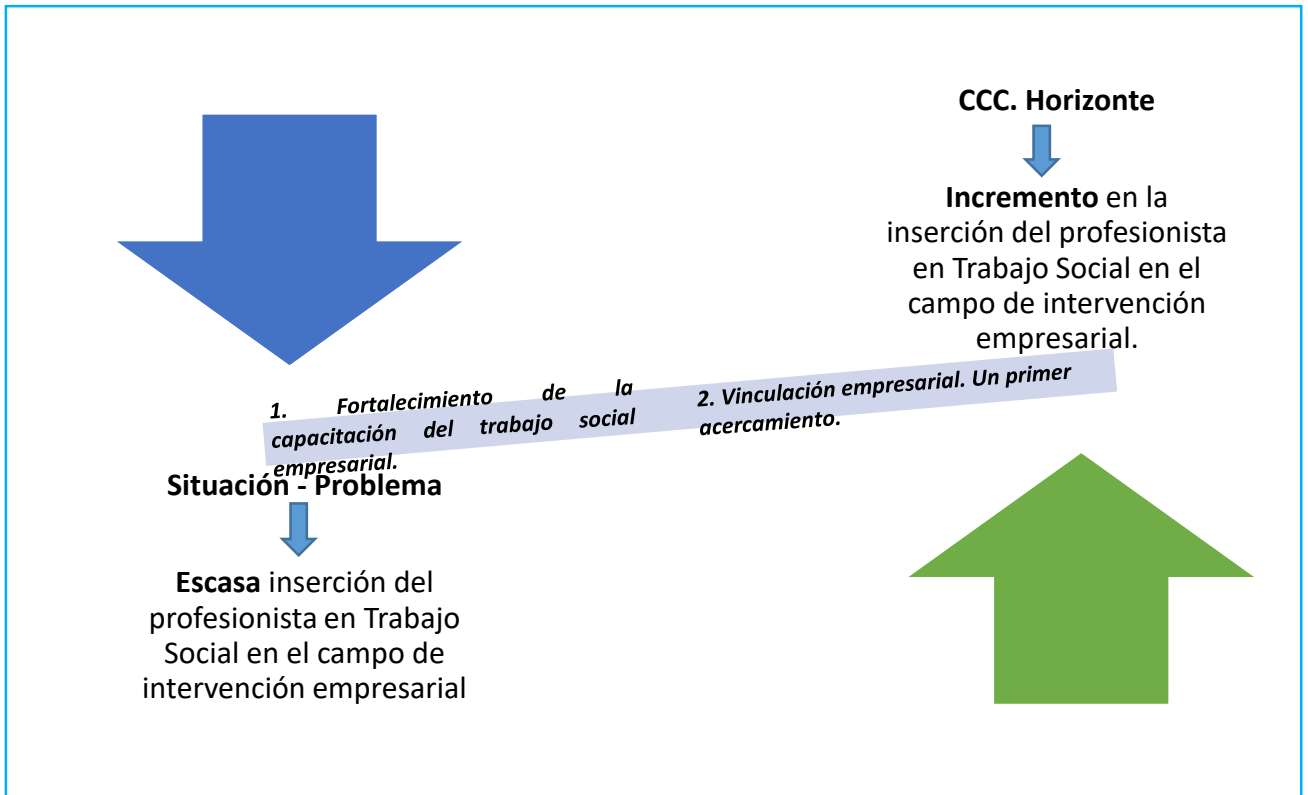 CCC. Horizonte
Incremento en la
inserción del profesionista
en Trabajo Social en el
campo de intervención
empresarial.
1. Fortalecimiento de la
capacitación del trabajo social
empresarial.
2. Vinculación empresarial. Un primer
acercamiento.
Situación - Problema
Escasa inserción del
profesionista en Trabajo
Social en el campo de
intervención empresarial